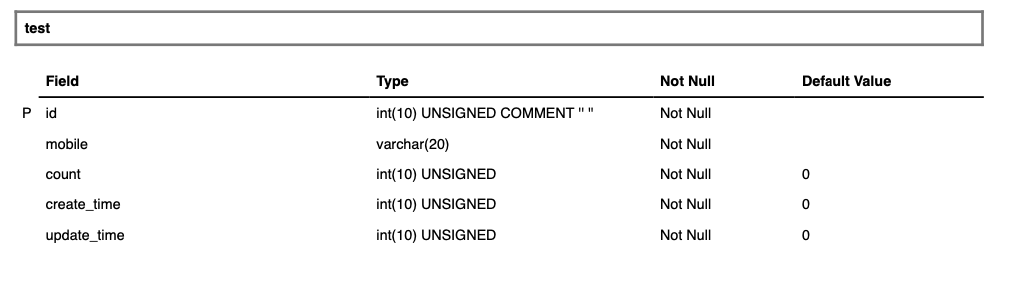 test
Field Type Not Null Default Value
P id int(10) UNSIGNED COMMENT " " Not Null
mobile varchar(20) Not Null
count int(10) UNSIGNED Not Null 0
create_time int(10) UNSIGNED Not Null 0
update_time int(10) UNSIGNED Not Null 0